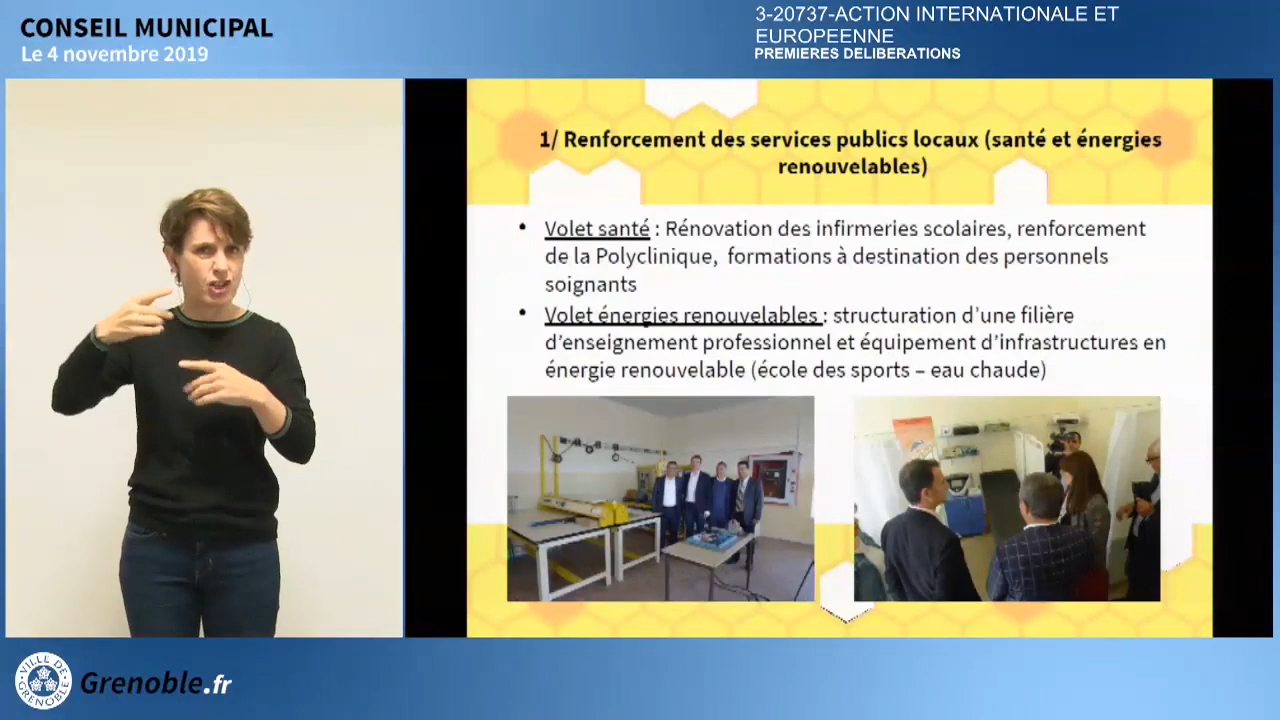 CONSEIL MUNICIPAL
Le 4 novembre 2019
3-20737-ACTION INTERNATIONALE ET
EUROPEENNE
PREMIERES DELIBERATIONS
1/ Renforcement des services publics locaux (santé et énergies
renouvelables)
• Volet santé : Rénovation des infirmeries scolaires, renforcement
de la Polyclinique, formations à destination des personnels
soignants
• Volet énergies renouvelables : structuration d'une filière
d'enseignement professionnel et équipement d'infrastructures en
énergie renouvelable (école des sports – eau chaude)
VILLE DE GRENOBLE
Grenoble.fr